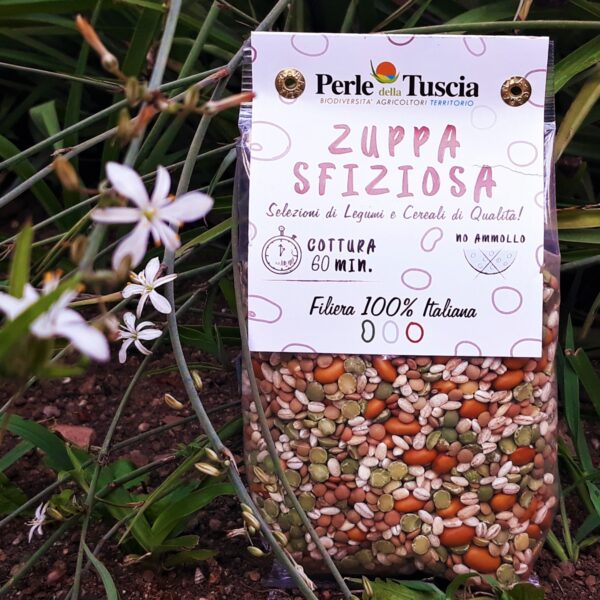 Perle della Tuscia
BIODIVERSITA' AGRICOLTORI TERRITORIO
ZUPPA
SFIZIOSA
Selezioni di Legumi e Cereali di Qualità!
COTTURA
60 MIN.
NO AMMOLLO
Filiera 100% Italiana